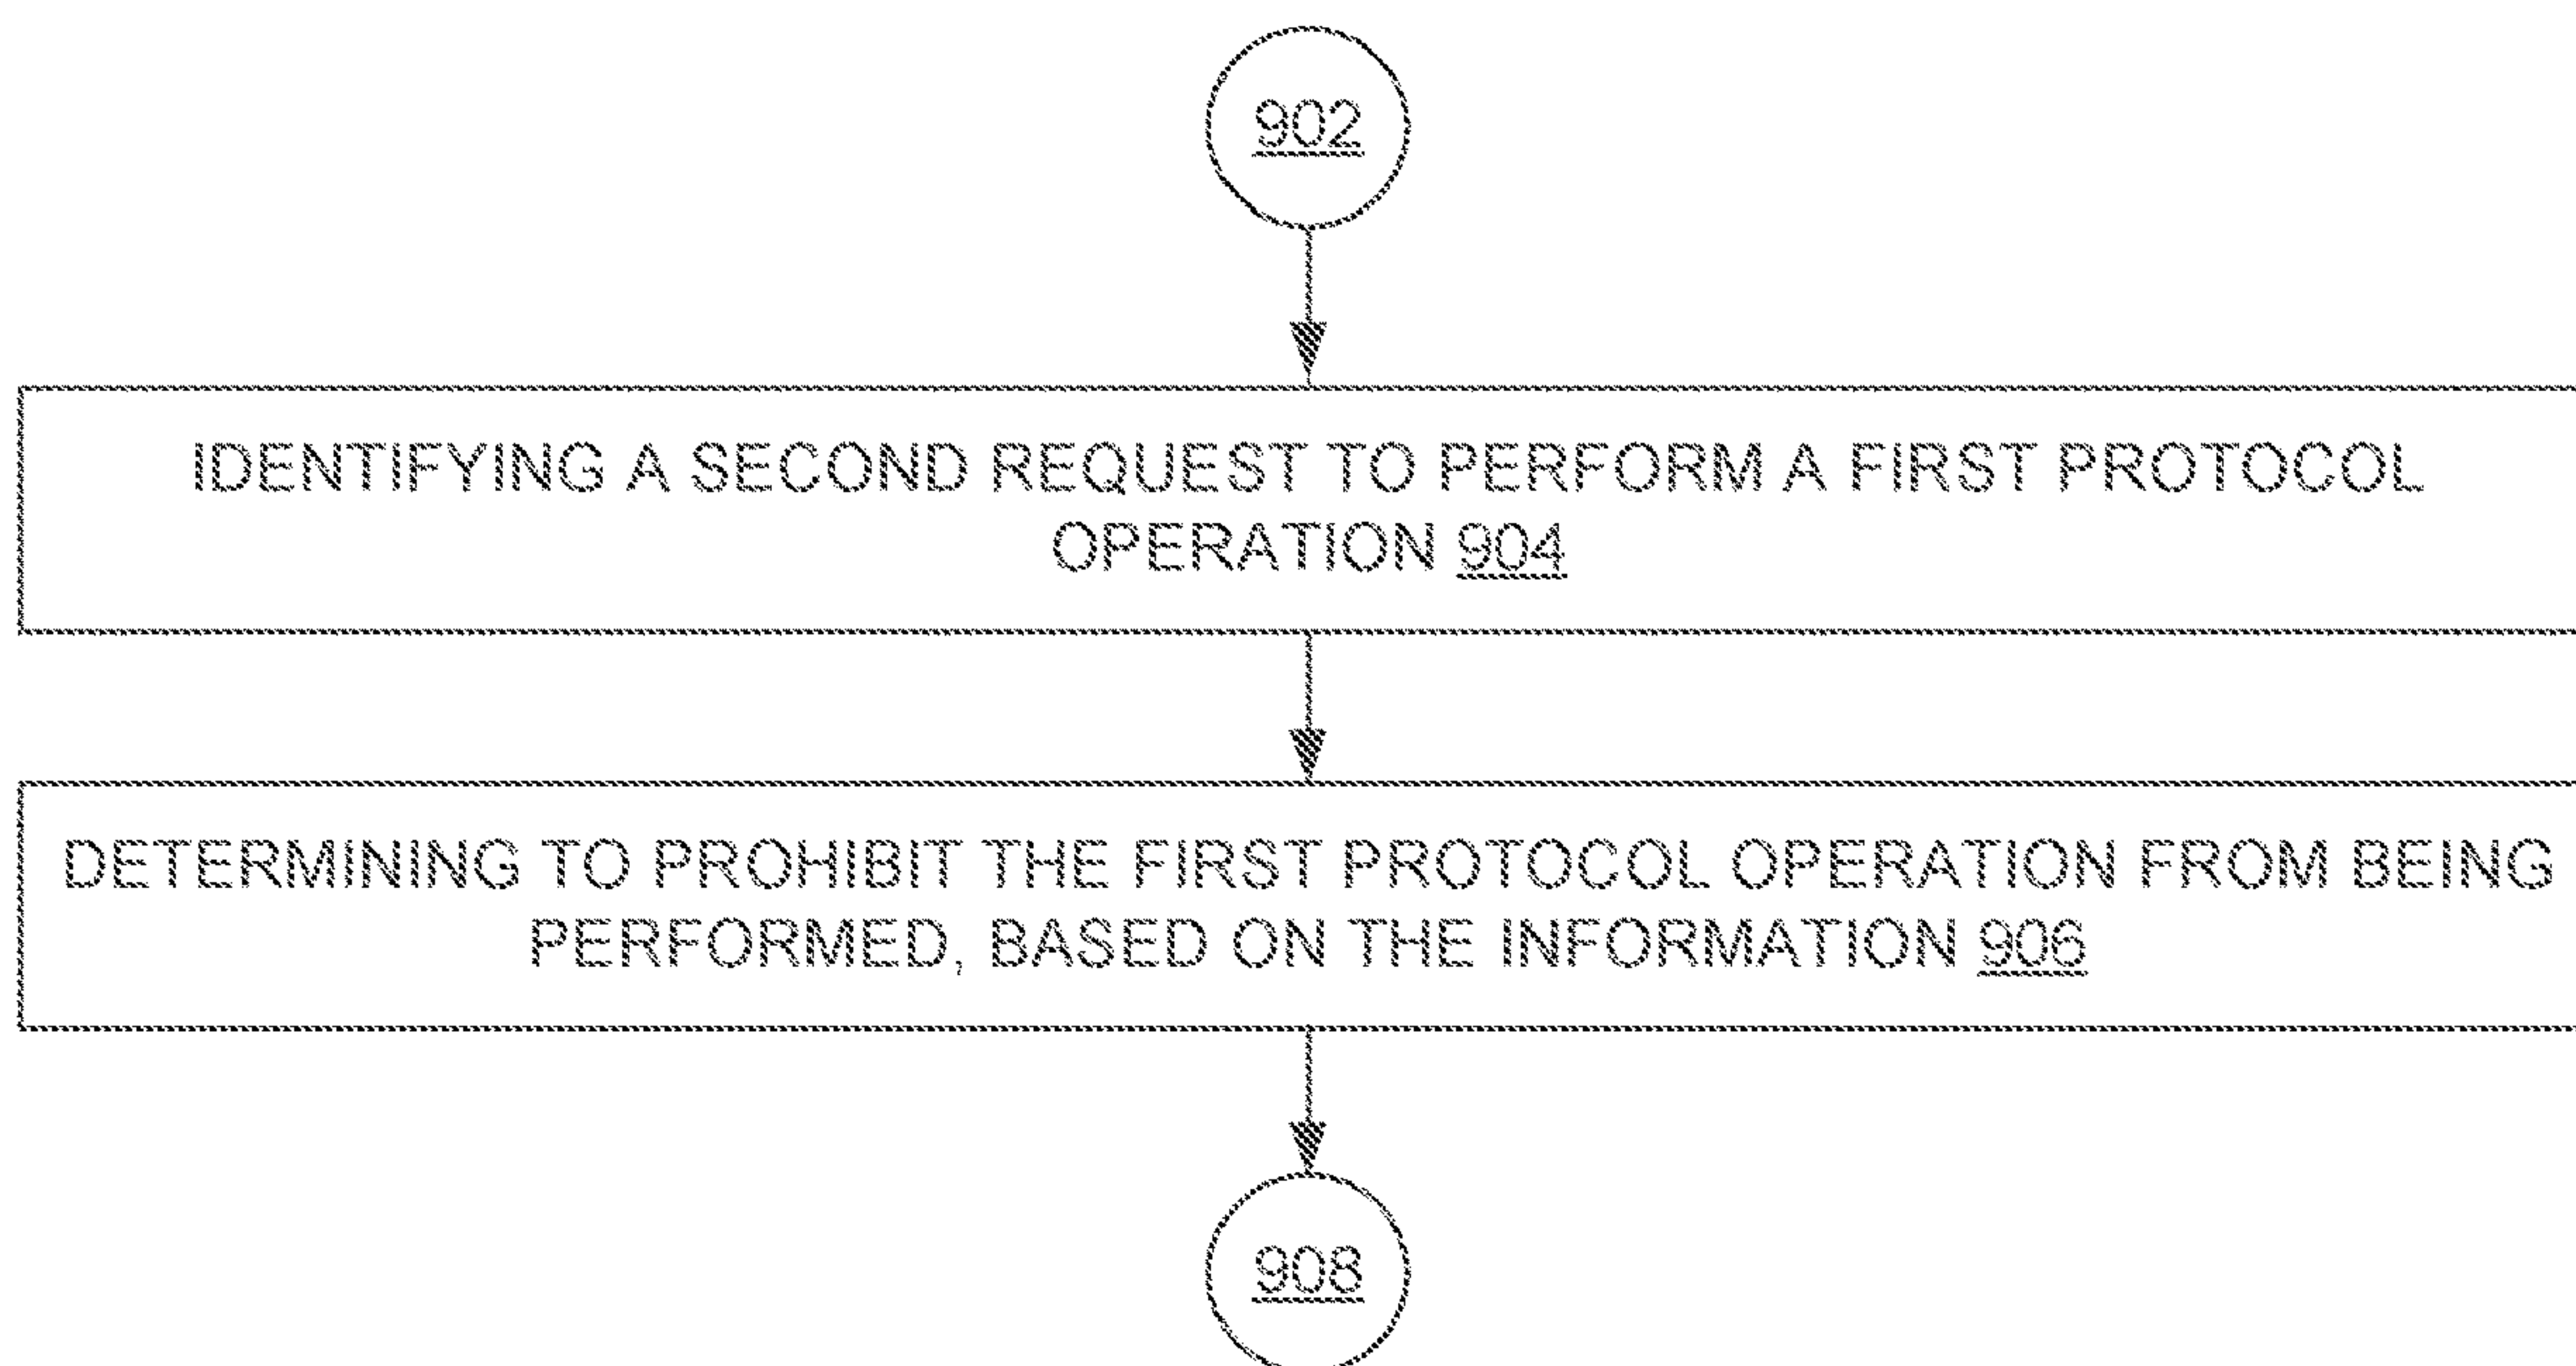 902
IDENTIFYING A SECOND REQUEST TO PERFORM A FIRST PROTOCOL
OPERATION 904
DETERMINING TO PROHIBIT THE FIRST PROTOCOL OPERATION FROM BEING
PERFORMED, BASED ON THE INFORMATION 906
908